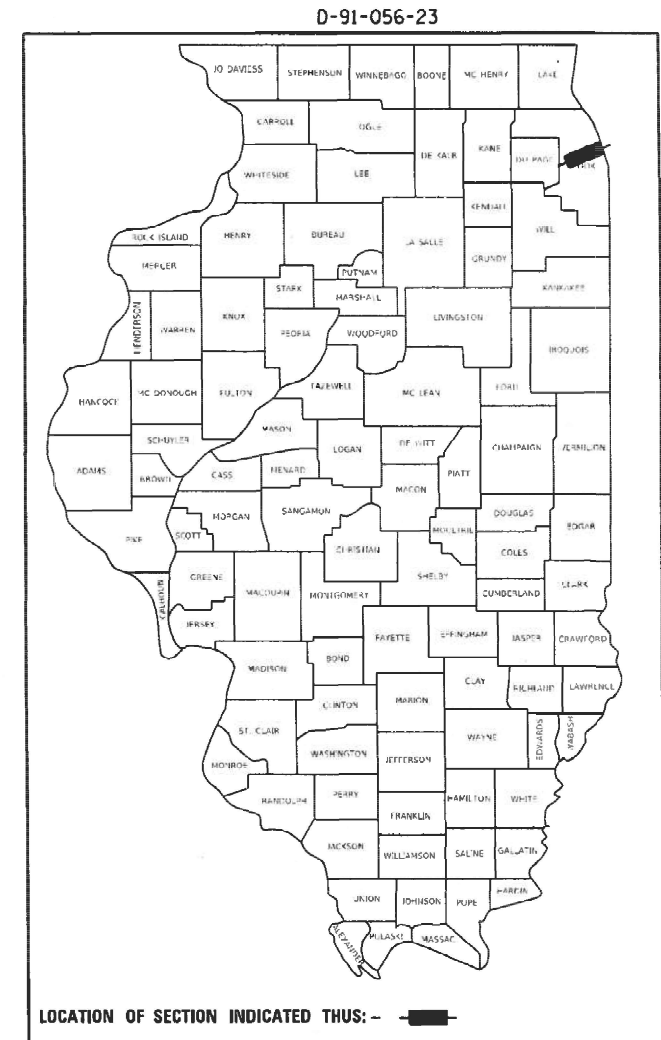 D-91-056-23
JO DAVIESS STEPHENSON WINNEBAGO BOONE MC HENRY LAKE
CARROLL OGLE
DE KALB KANE DU PAGE
WHITESIDE LEE
KENDALL
ROCK ISLAND HENRY BUREAU LA SALLE WILL
MERCER PUTNAM GRUNDY
STARK MARSHALL KANKAKEE
HENDERSON WARREN KNOX PEORIA WOODFORD LIVINGSTON
IROQUOIS
HANCOCK MC DONOUGH FULTON TAZEWELL MC LEAN FORD
MASON
SCHUYLER LOGAN DE WITT CHAMPAIGN VERMILION
ADAMS BROWN CASS MENARD PIATT
MACON
MORGAN SANGAMON DOUGLAS
PIKE SCOTT CHRISTIAN MOULTRIE EDGAR
COLES
GREENE SHELBY CLARK
CALHOUN MACOUPIN MONTGOMERY CUMBERLAND
JERSEY FAYETTE EFFINGHAM JASPER CRAWFORD
MADISON BOND
CLAY RICHLAND LAWRENCE
CLINTON MARION
ST. CLAIR WAYNE EDWARDS WABASH
WASHINGTON JEFFERSON
MONROE
RANDOLPH PERRY HAMILTON WHITE
FRANKLIN
JACKSON WILLIAMSON SALINE GALLATIN
UNION JOHNSON POPE HARDIN
ALEXANDER PULASKI MASSAC
LOCATION OF SECTION INDICATED THUS: -